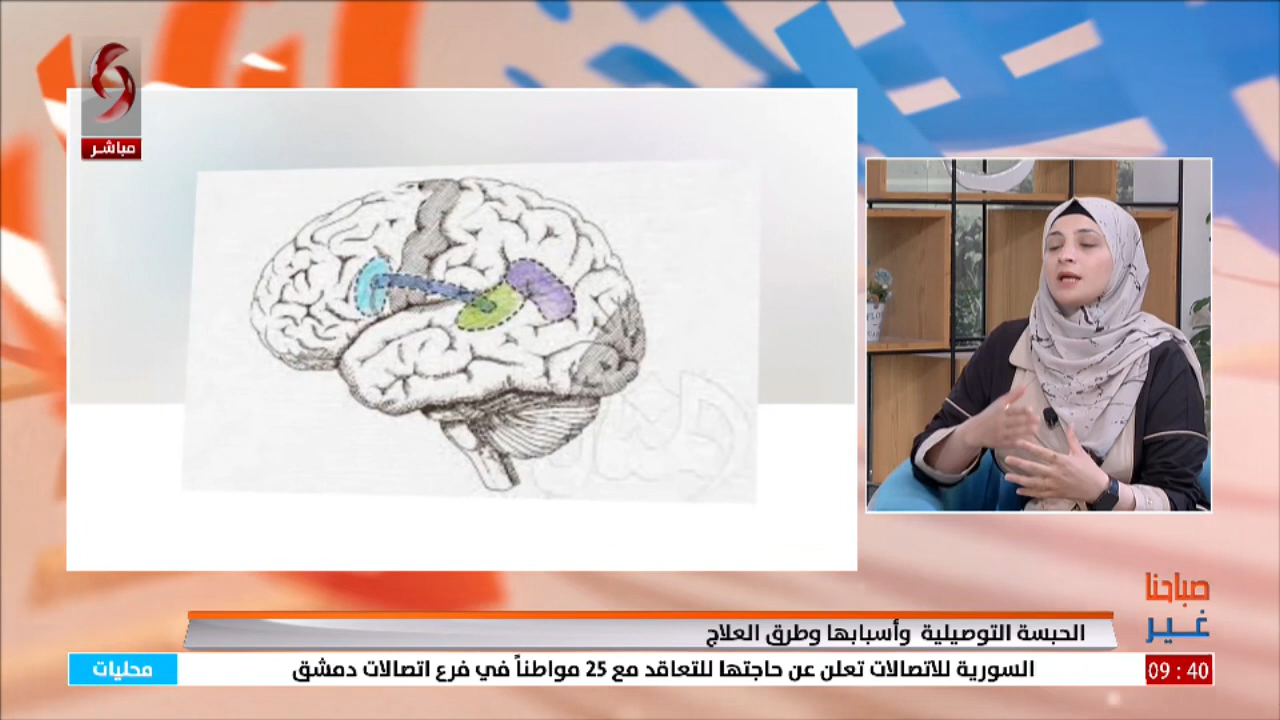 مباشر
صباحنا
غير
الحبسة التوصيلية وأسبابها وطرق العلاج
محليات
السورية للاتصالات تعلن عن حاجتها للتعاقد مع 25 مواطناً في فرع اتصالات دمشق
09 : 40